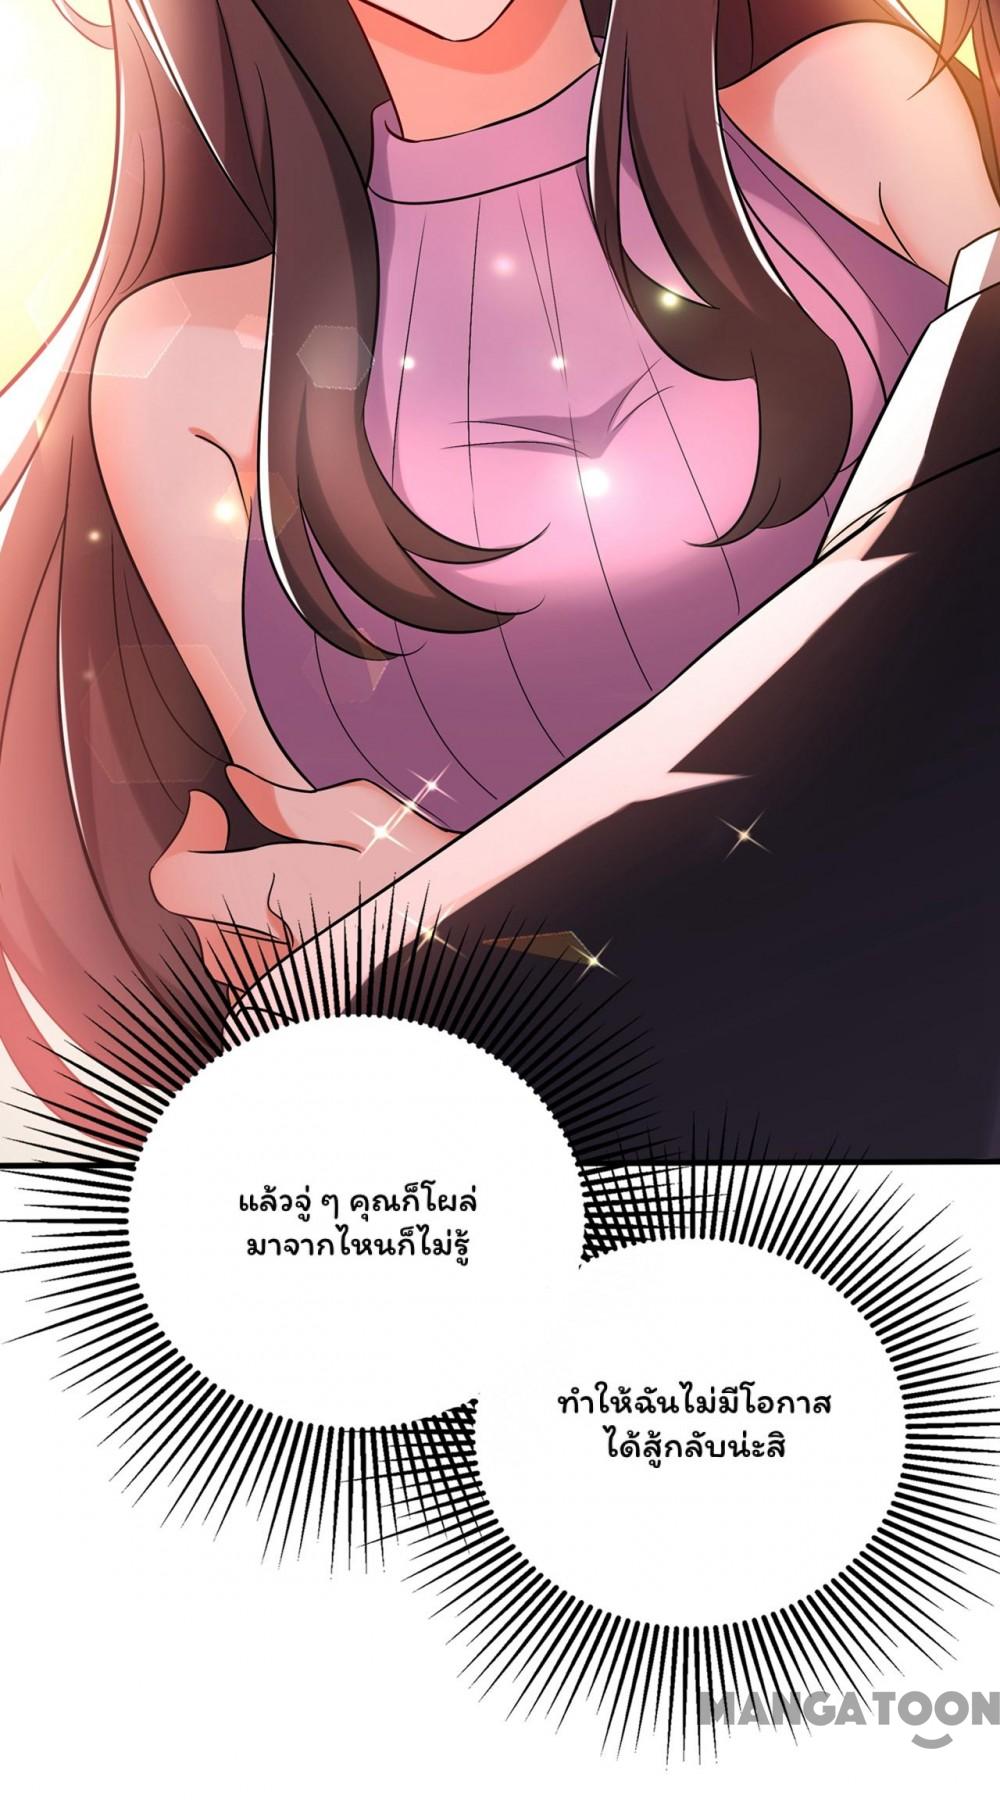 แล้วจู่ ๆ คุณก็โผล่
มาจากไหนก็ไม่รู้
ทำให้ฉันไม่มีโอกาส
ได้สู้กลับน่ะสิ
MANGATOON